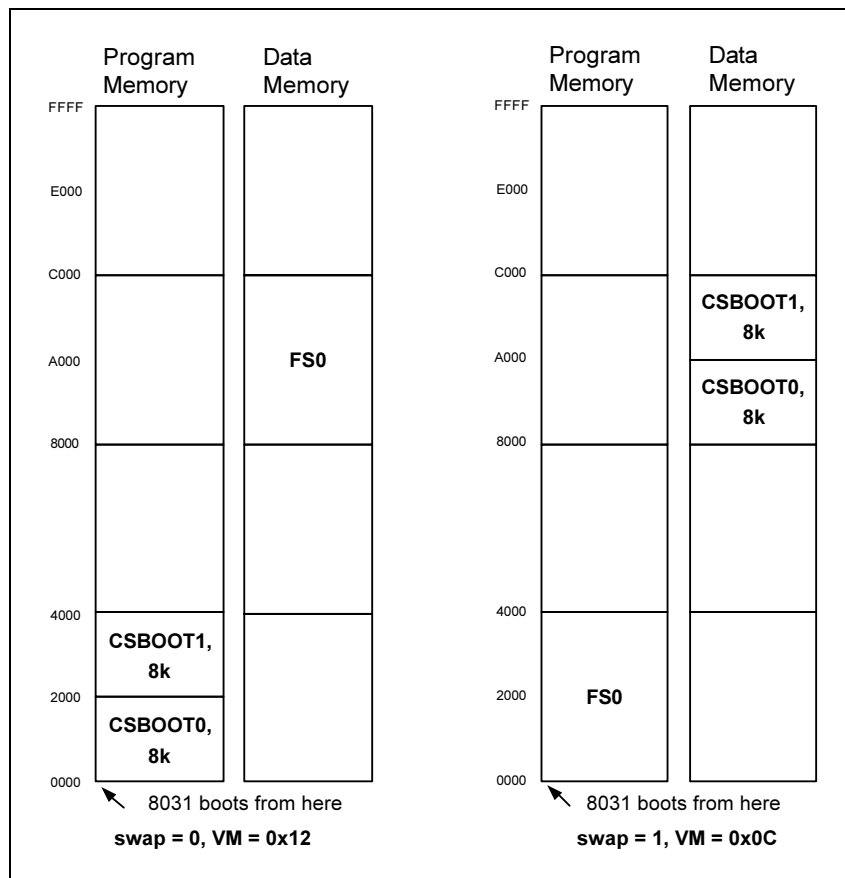 Program
Memory
Data
Memory
FFFF
E000
C000
A000
FS0
8000
4000
CSBOOT1,
8k
2000
CSBOOT0,
8k
0000
8031 boots from here
swap = 0, VM = 0x12
Program
Memory
Data
Memory
FFFF
E000
C000
CSBOOT1,
8k
A000
CSBOOT0,
8k
8000
4000
2000
FS0
0000
8031 boots from here
swap = 1, VM = 0x0C